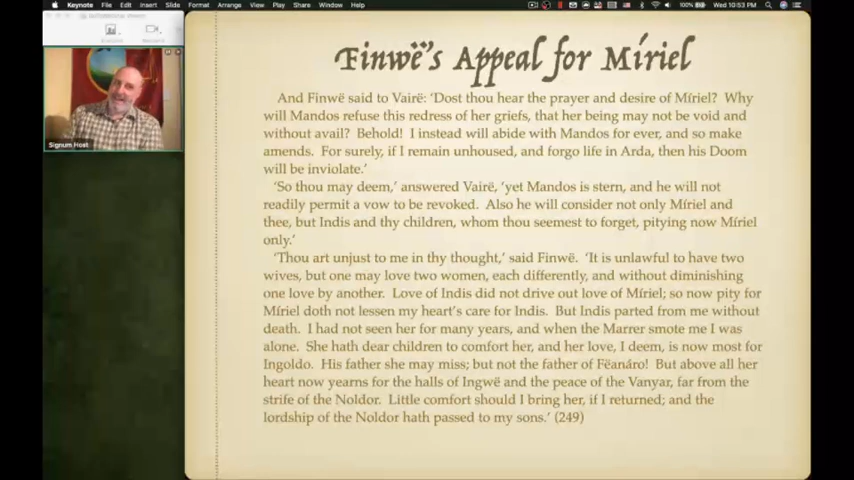 Keynote File Edit Insert Slide Format Arrange View Play Share Window Help 100% Wed 10:53 PM
Finwë's Appeal for Míriel
And Finwë said to Vairë: 'Dost thou hear the prayer and desire of Míriel? Why
will Mandos refuse this redress of her griefs, that her being may not be void and
without avail? Behold! I instead will abide with Mandos for ever, and so make
amends. For surely, if I remain unhoused, and forgo life in Arda, then his Doom
will be inviolate.'
'So thou may deem,' answered Vairë, 'yet Mandos is stern, and he will not
readily permit a vow to be revoked. Also he will consider not only Míriel and
thee, but Indis and thy children, whom thou seemest to forget, pitying now Míriel
only.'
'Thou art unjust to me in thy thought,' said Finwë. 'It is unlawful to have two
wives, but one may love two women, each differently, and without diminishing
one love by another. Love of Indis did not drive out love of Míriel; so now pity for
Míriel doth not lessen my heart's care for Indis. But Indis parted from me without
death. I had not seen her for many years, and when the Marrer smote me I was
alone. She hath dear children to comfort her, and her love, I deem, is now most for
Ingoldo. His father she may miss; but not the father of Fëanáro! But above all her
heart now yearns for the halls of Ingwë and the peace of the Vanyar, far from the
strife of the Noldor. Little comfort should I bring her, if I returned; and the
lordship of the Noldor hath passed to my sons.' (249)
Signum Host